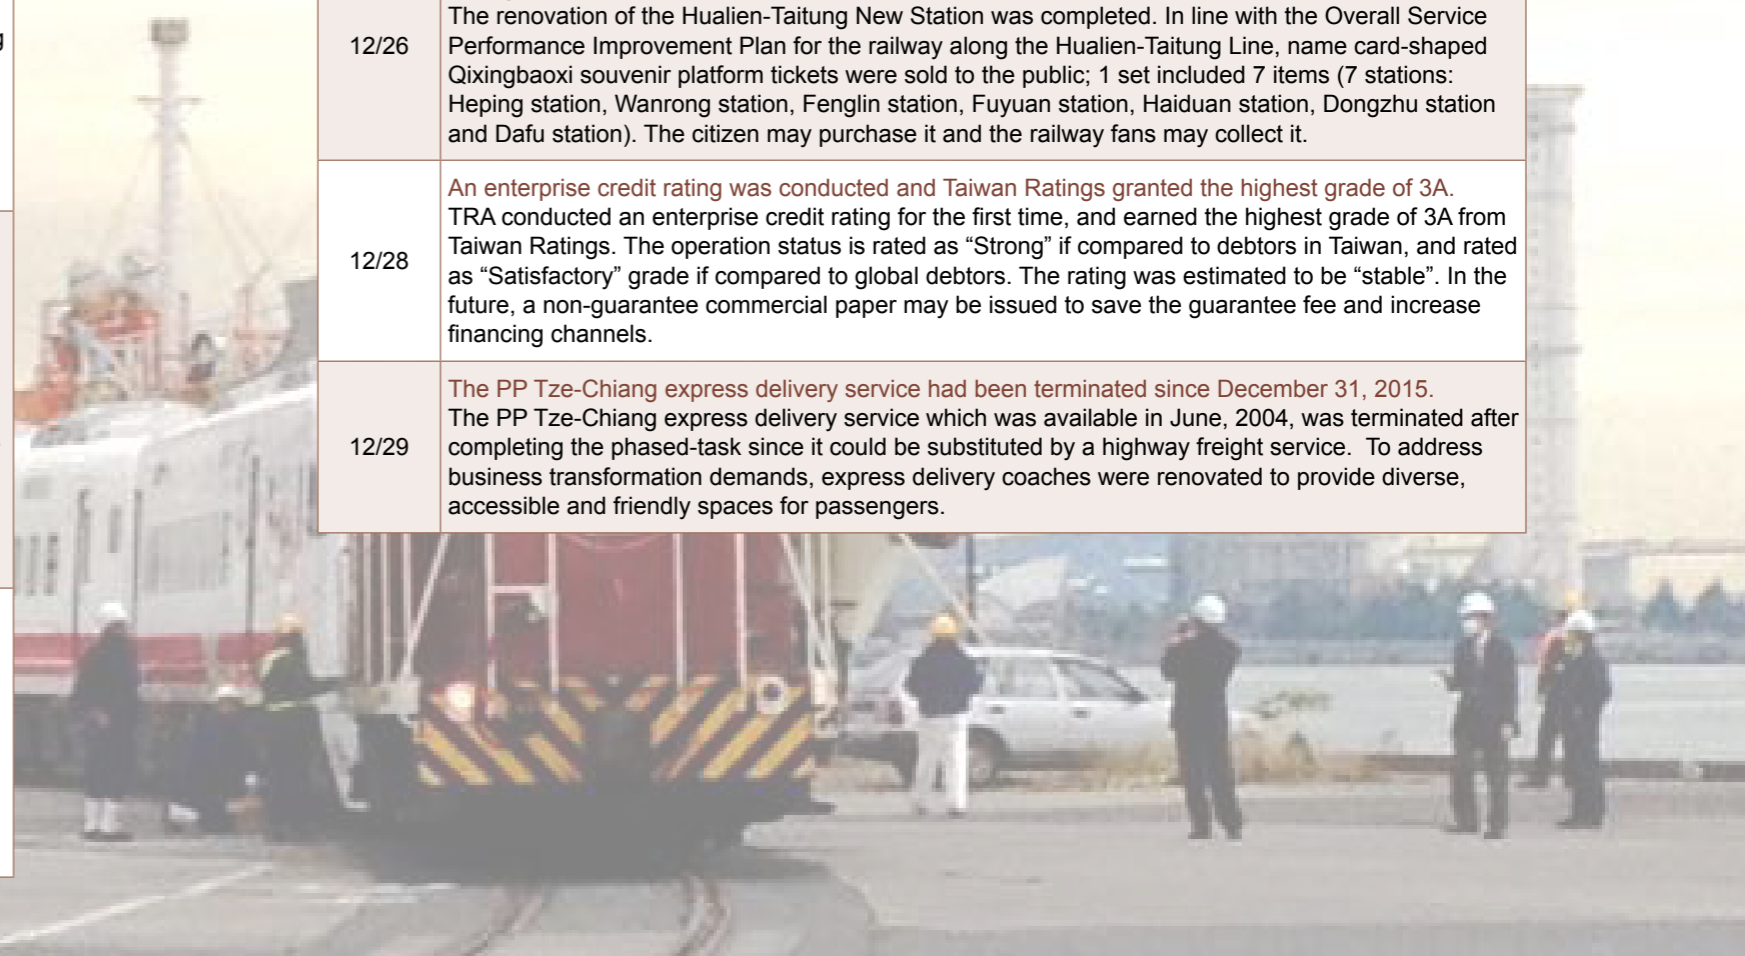 The renovation of the Hualien-Taitung New Station was completed. In line with the Overall Service
12/26
Performance Improvement Plan for the railway along the Hualien-Taitung Line, name card-shaped
Qixingbaoxi souvenir platform tickets were sold to the public; 1 set included 7 items (7 stations:
Heping station, Wanrong station, Fenglin station, Fuyuan station, Haiduan station, Dongzhu station
and Dafu station). The citizen may purchase it and the railway fans may collect it.
An enterprise credit rating was conducted and Taiwan Ratings granted the highest grade of 3A.
TRA conducted an enterprise credit rating for the first time, and earned the highest grade of 3A from
12/28
Taiwan Ratings. The operation status is rated as “Strong” if compared to debtors in Taiwan, and rated
as “Satisfactory” grade if compared to global debtors. The rating was estimated to be “stable”. In the
future, a non-guarantee commercial paper may be issued to save the guarantee fee and increase
financing channels.
The PP Tze-Chiang express delivery service had been terminated since December 31, 2015.
The PP Tze-Chiang express delivery service which was available in June, 2004, was terminated after
12/29
completing the phased-task since it could be substituted by a highway freight service.  To address
business transformation demands, express delivery coaches were renovated to provide diverse,
accessible and friendly spaces for passengers.